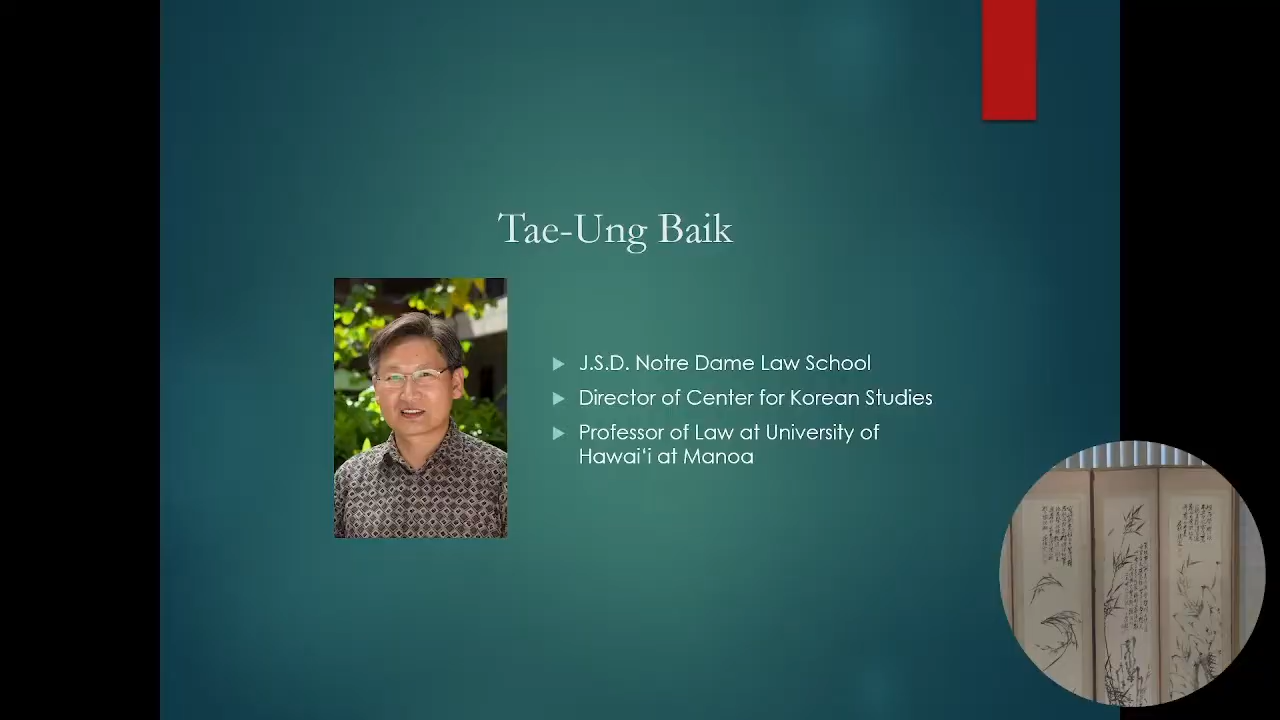 Tae-Ung Baik
J.S.D. Notre Dame Law School
Director of Center for Korean Studies
Professor of Law at University of
Hawai‘i at Manoa